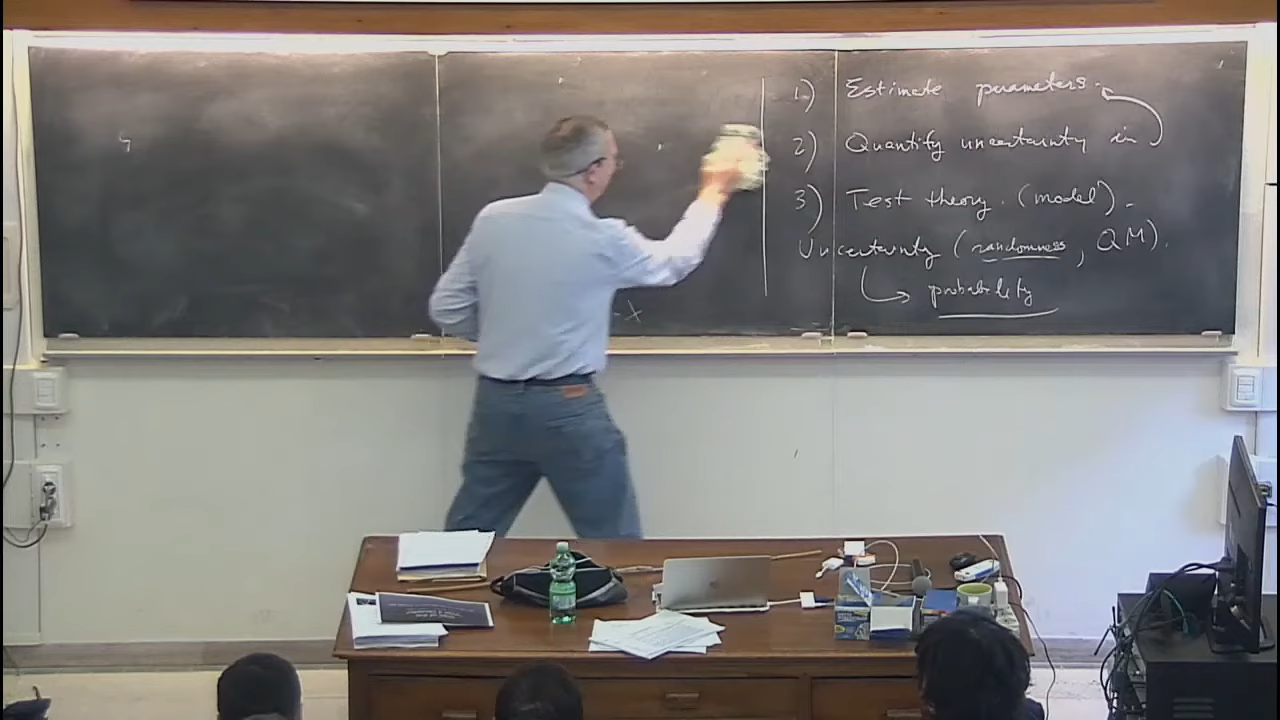 1) Estimate parameters.
2) Quantify uncertainty in
3) Test theory. (model).
Uncertainty (randomness, QM).
probability